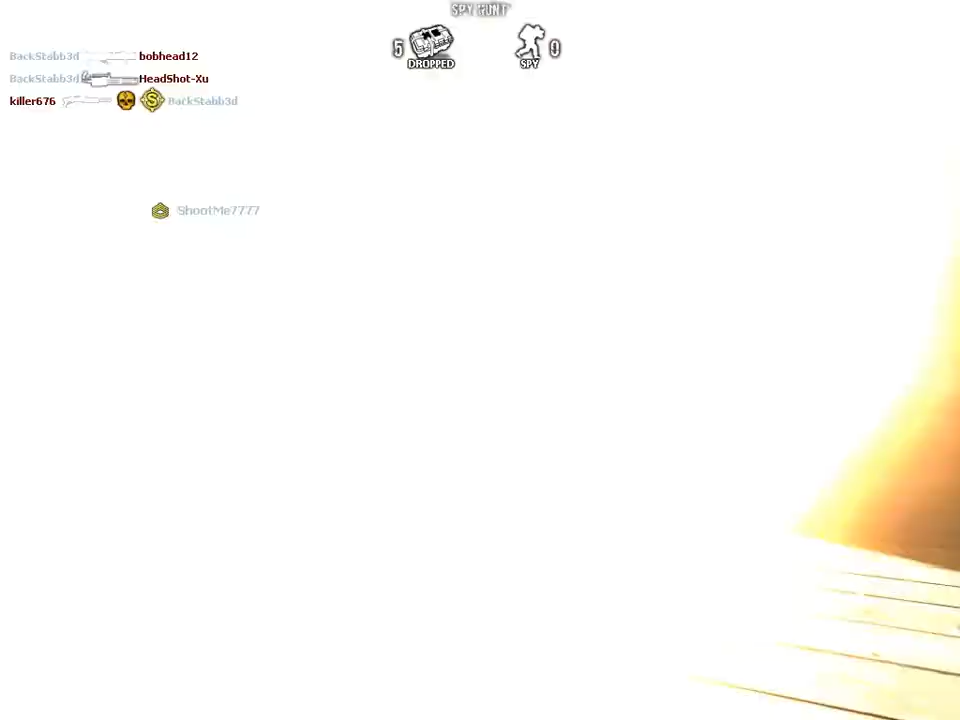 SPY HUNT
5 DROPPED SPY 0
BackStabb3d bobhead12
BackStabb3d HeadShot-Xu
killer676 S BackStabb3d
ShootMe7777